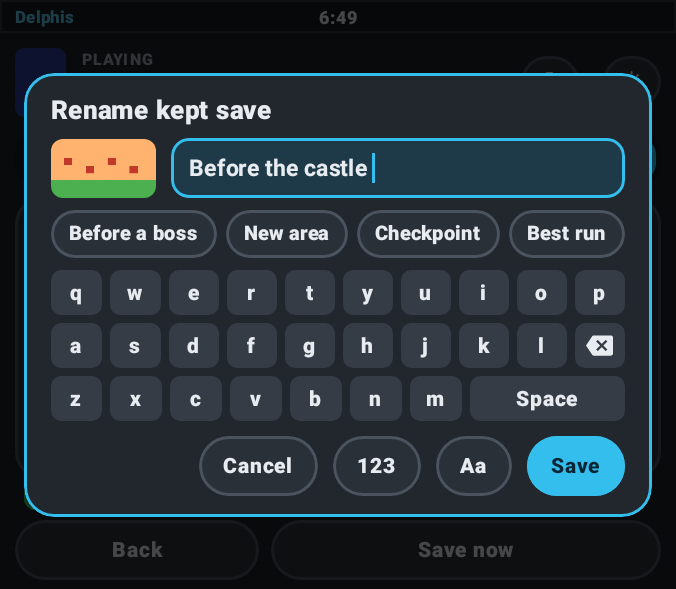 Delphis 6:49
PLAYING
Rename kept save
Before the castle
Before a boss New area Checkpoint Best run
q w e r t y u i o p
a s d f g h j k l
z x c v b n m Space
Cancel 123 Aa Save
Back Save now